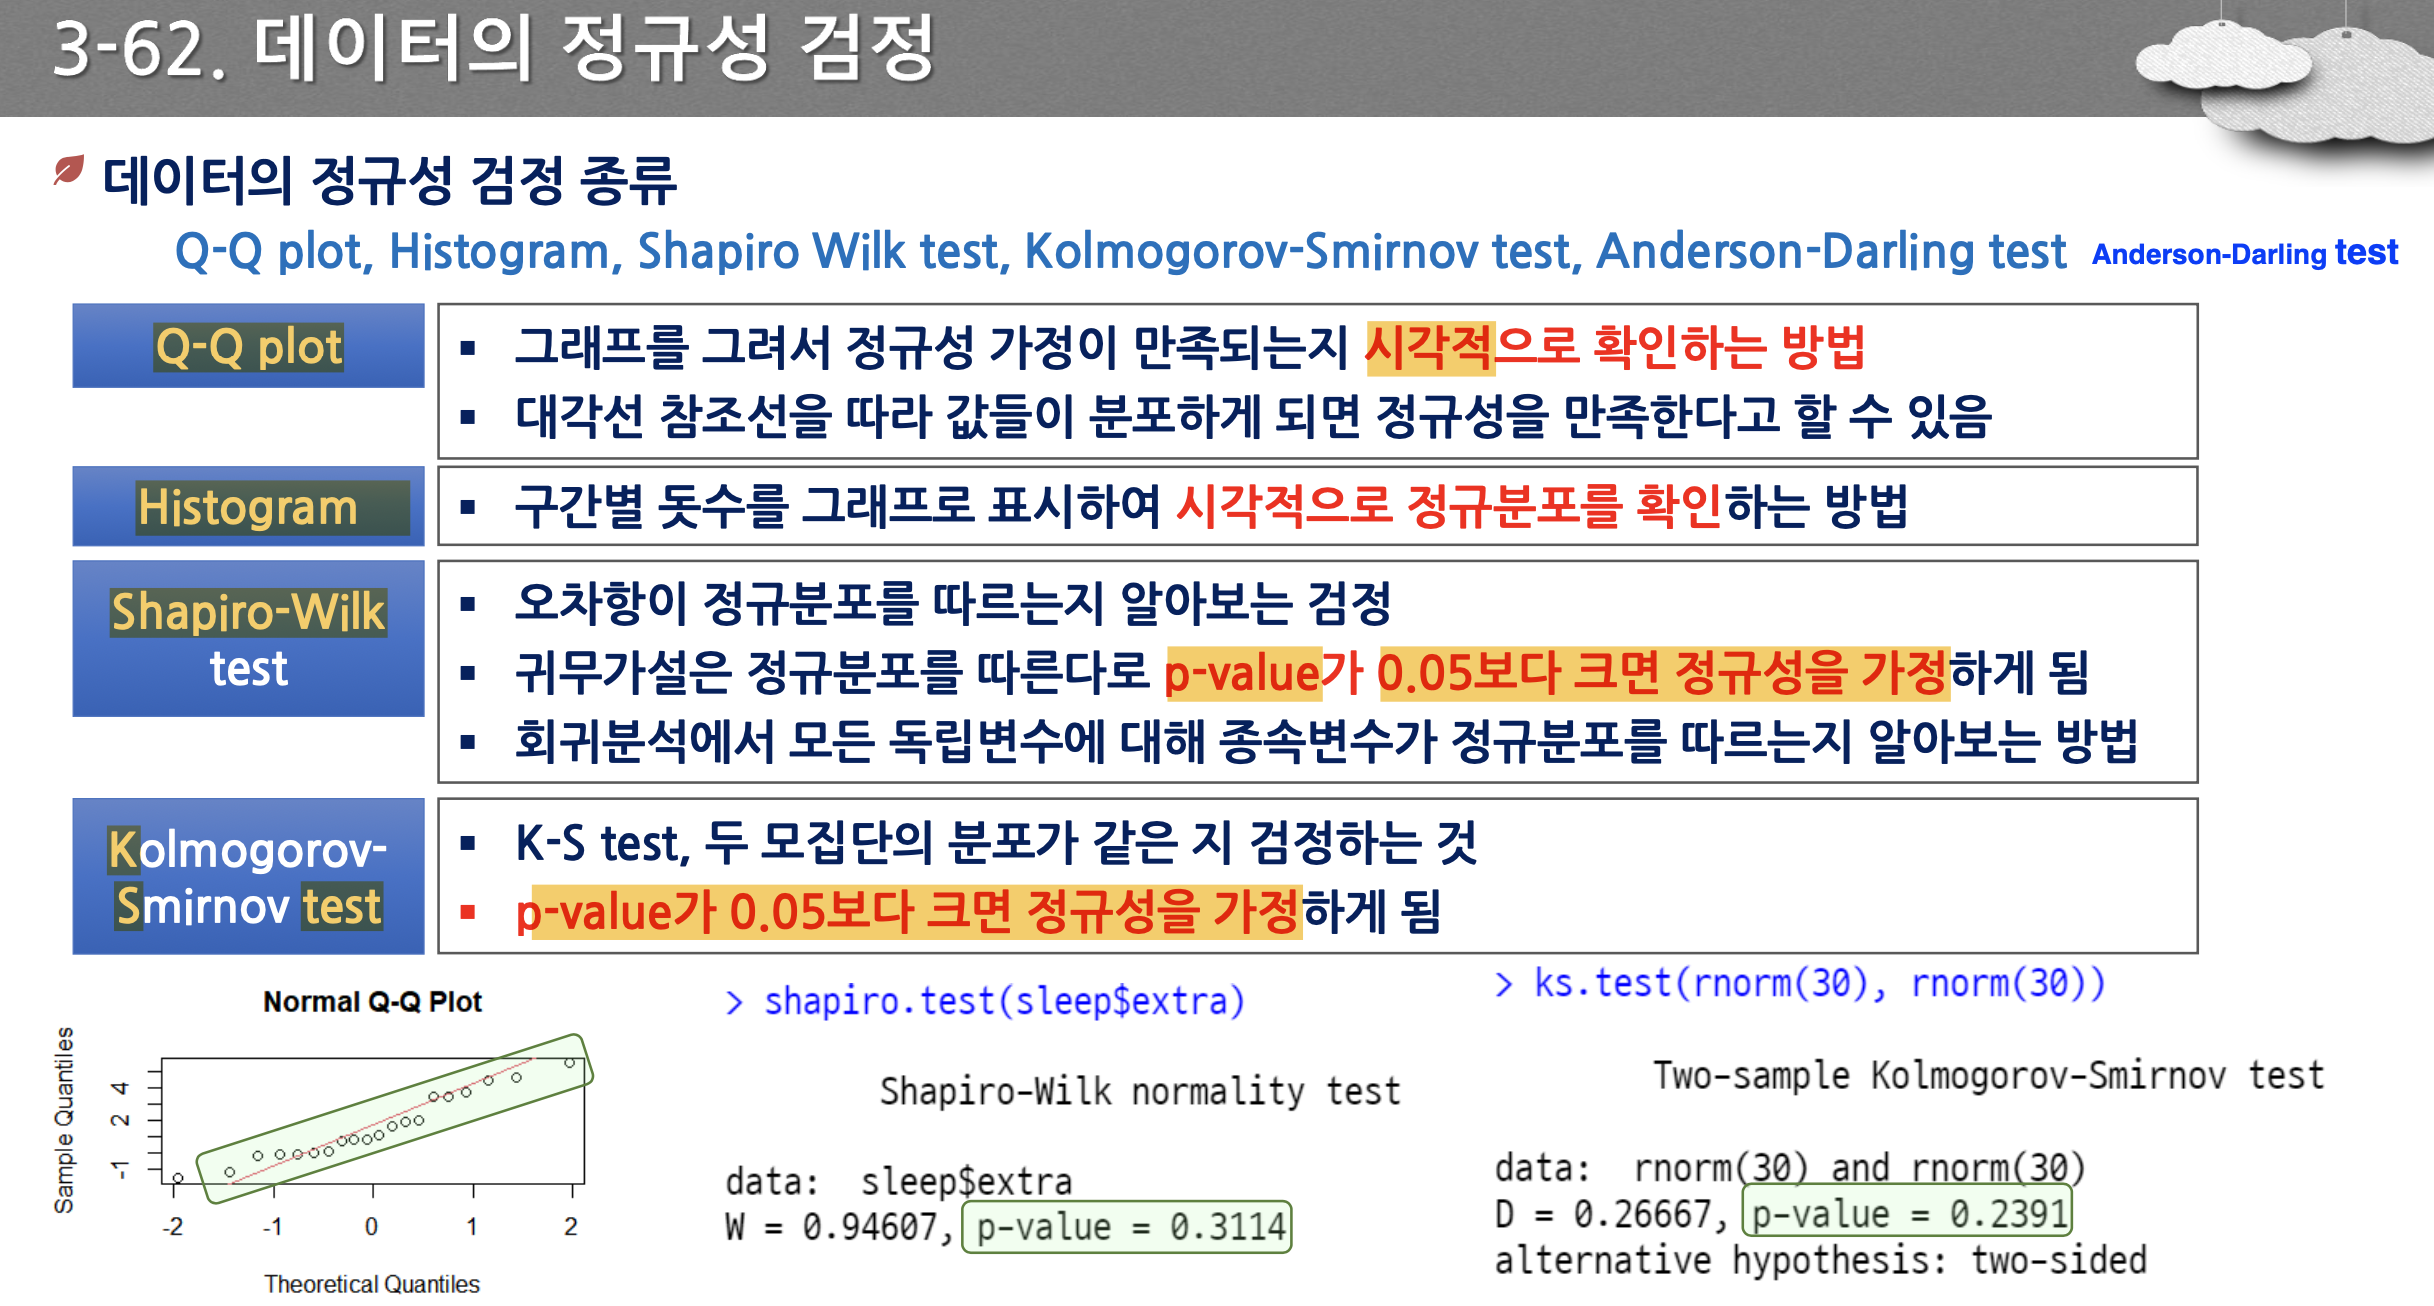 3-62. 데이터의 정규성 검정
데이터의 정규성 검정 종류
Q-Q plot, Histogram, Shapiro Wilk test, Kolmogorov-Smirnov test, Anderson-Darling test Anderson-Darling test
Q-Q plot
▪ 그래프를 그려서 정규성 가정이 만족되는지 시각적으로 확인하는 방법
▪ 대각선 참조선을 따라 값들이 분포하게 되면 정규성을 만족한다고 할 수 있음
Histogram
▪ 구간별 돗수를 그래프로 표시하여 시각적으로 정규분포를 확인하는 방법
Shapiro-Wilk
test
▪ 오차항이 정규분포를 따르는지 알아보는 검정
▪ 귀무가설은 정규분포를 따른다로 p-value가 0.05보다 크면 정규성을 가정하게 됨
▪ 회귀분석에서 모든 독립변수에 대해 종속변수가 정규분포를 따르는지 알아보는 방법
Kolmogorov-
Smirnov test
▪ K-S test, 두 모집단의 분포가 같은 지 검정하는 것
▪ p-value가 0.05보다 크면 정규성을 가정하게 됨
Normal Q-Q Plot
Sample Quantiles
4
2
-1
-2 -1 0 1 2
Theoretical Quantiles
> shapiro.test(sleep$extra)
Shapiro-Wilk normality test
data: sleep$extra
W = 0.94607, p-value = 0.3114
> ks.test(rnorm(30), rnorm(30))
Two-sample Kolmogorov-Smirnov test
data: rnorm(30) and rnorm(30)
D = 0.26667, p-value = 0.2391
alternative hypothesis: two-sided